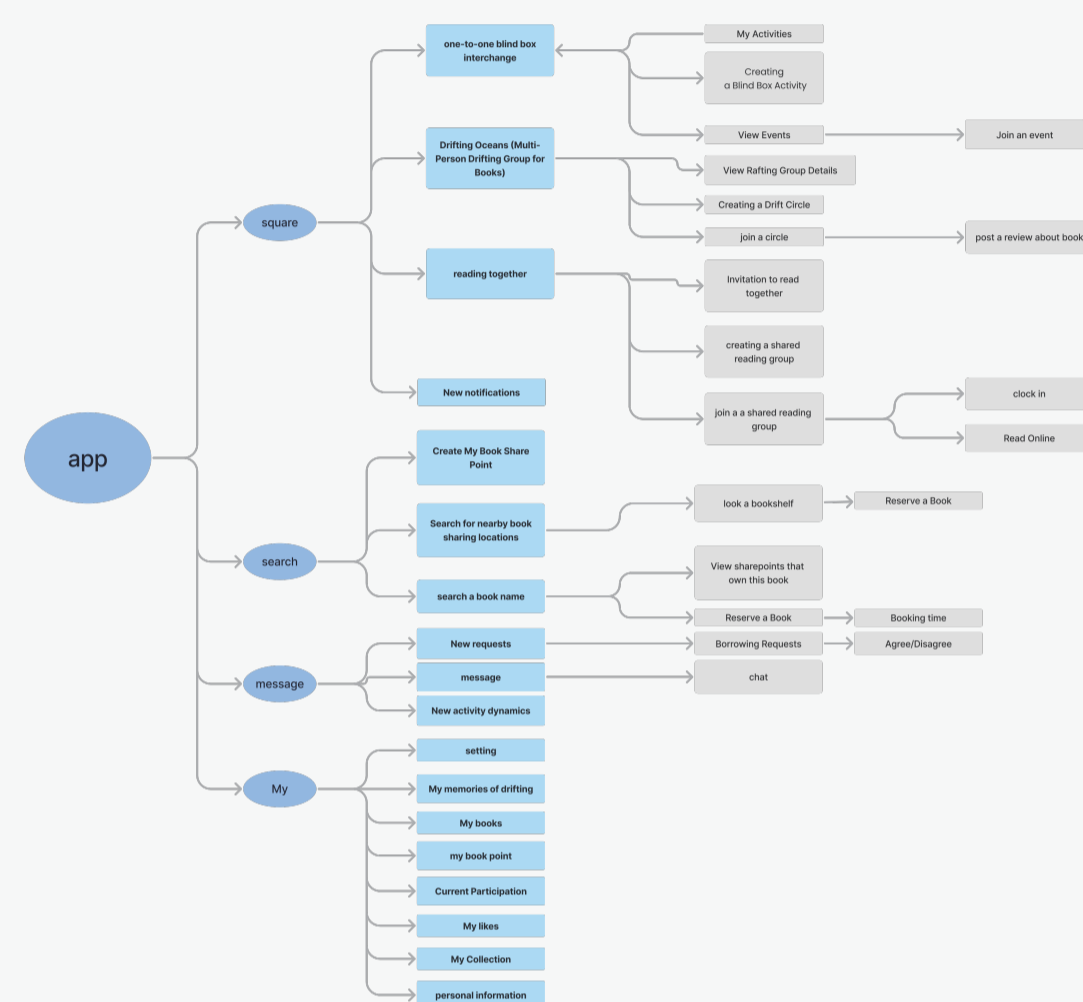 one-to-one blind box
interchange
My Activities
Creating
a Blind Box Activity
View Events
Join an event
Drifting Oceans (Multi-
Person Drifting Group for
Books)
View Rafting Group Details
Creating a Drift Circle
join a circle
post a review about book
square
reading together
Invitation to read
together
creating a shared
reading group
join a a shared reading
group
clock in
Read Online
New notifications
app
Create My Book Share
Point
Search for nearby book
sharing locations
look a bookshelf
Reserve a Book
search
search a book name
View sharepoints that
own this book
Reserve a Book
Booking time
New requests
Borrowing Requests
Agree/Disagree
message
message
chat
New activity dynamics
My
setting
My memories of drifting
My books
my book point
Current Participation
My likes
My Collection
personal information